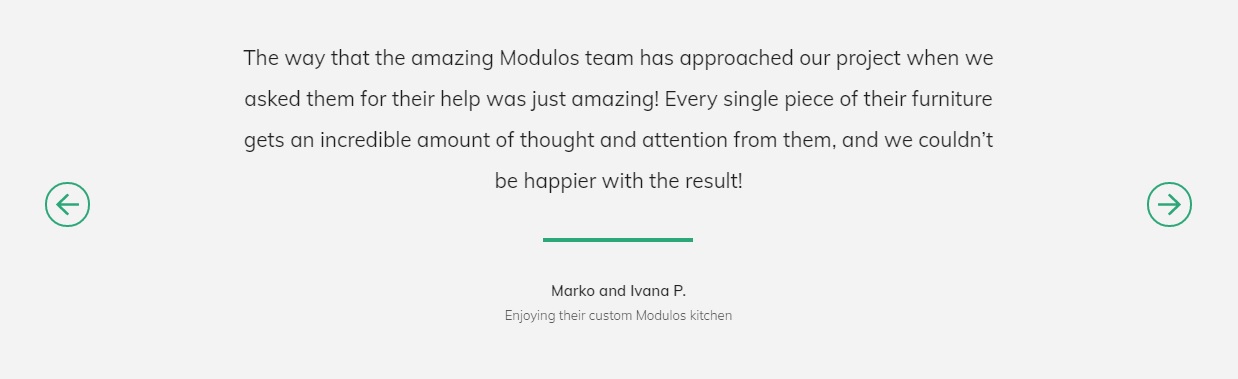 The way that the amazing Modulos team has approached our project when we
asked them for their help was just amazing! Every single piece of their furniture
gets an incredible amount of thought and attention from them, and we couldn’t
be happier with the result!
Marko and Ivana P.
Enjoying their custom Modulos kitchen